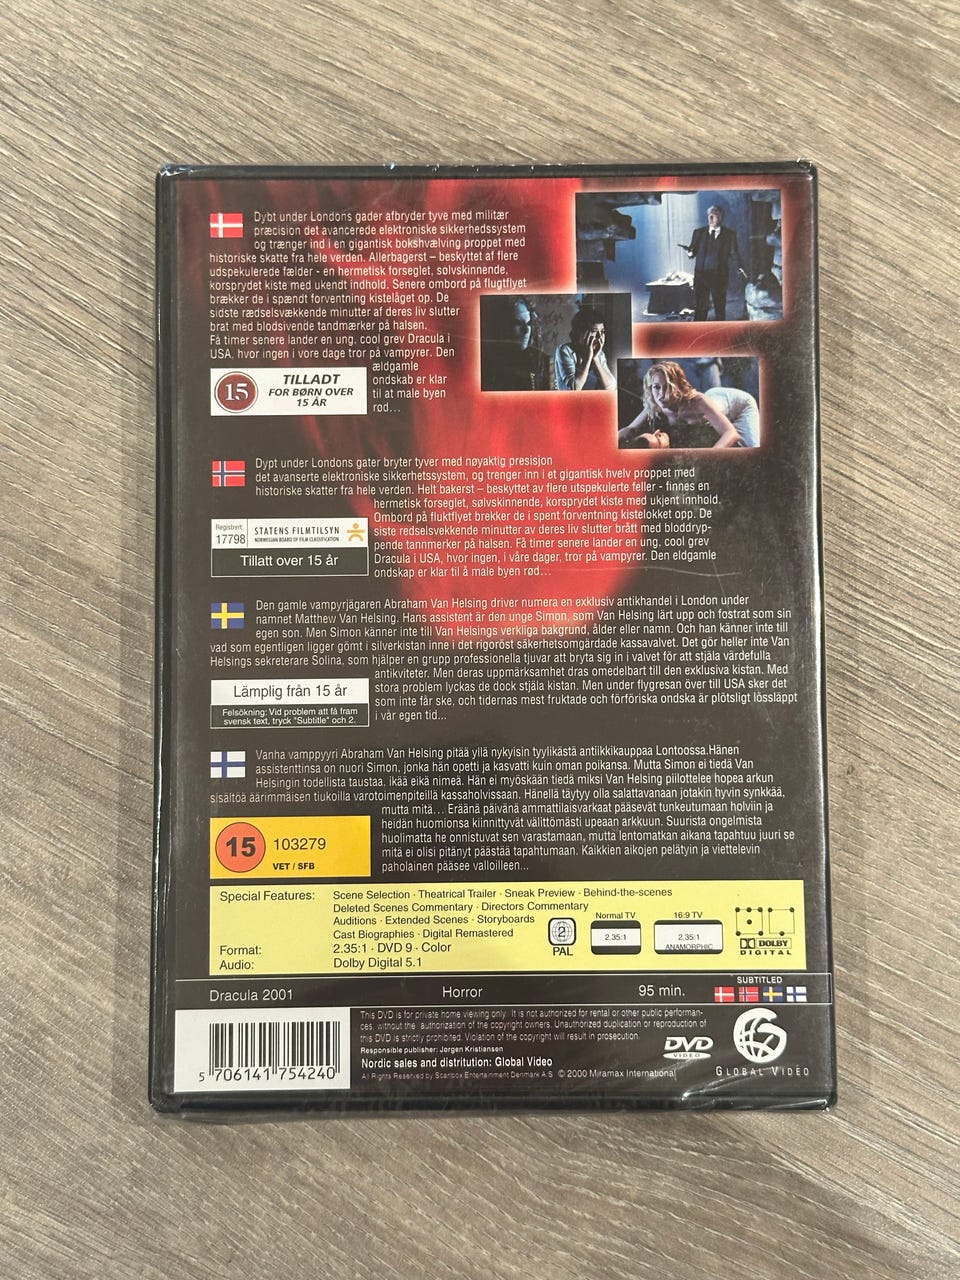 Dybt under Londons gader afbryder tyve med militær
præcision det avancerede elektroniske sikkerhedssystem
og trænger ind i en gigantisk bokshvælving proppet med
historiske skatte fra hele verden. Allerbagerst – beskyttet af flere
udspekulerede fælder - en hermetisk forseglet, sølvskinnende,
korsprydet kiste med ukendt indhold. Senere ombord på flugtflyet
brækker de i spændt forventning kistelåget op. De
sidste rædselsvækkende minutter af deres liv slutter
brat med blodsivende tandmærker på halsen.
Få timer senere lander en ung, cool grev Dracula i
USA, hvor ingen i vore dage tror på vampyrer. Den
ældgamle
ondskab er klar
til at male byen
rød...
15
TILLADT
FOR BØRN OVER
15 ÅR
Dypt under Londons gater bryter tyver med nøyaktig presisjon
det avanserte elektroniske sikkerhetssystem, og trenger inn i et gigantisk hvelv proppet med
historiske skatter fra hele verden. Helt bakerst – beskyttet av flere utspekulerte feller - finnes en
hermetisk forseglet, sølvskinnende, korsprydet kiste med ukjent innhold.
Ombord på fluktflyet brekker de i spent forventning kistelokket opp. De
siste redselsvekkende minutter av deres liv slutter brått med bloddryp-
pende tannmerker på halsen. Få timer senere lander en ung, cool grev
Dracula i USA, hvor ingen, i våre dager, tror på vampyrer. Den eldgamle
ondskap er klar til å male byen rød...
Registrert:
17798
STATENS FILMTILSYN
NORWEGIAN BOARD OF FILM CLASSIFICATION
Tillatt over 15 år
Den gamle vampyrjägaren Abraham Van Helsing driver numera en exklusiv antikhandel i London under
namnet Matthew Van Helsing. Hans assistent är den unge Simon, som Van Helsing lärt upp och fostrat som sin
egen son. Men Simon känner inte till Van Helsings verkliga bakgrund, ålder eller namn. Och han känner inte till
vad som egentligen ligger gömt i silverkistan inne i det rigoröst säkerhetsomgärdade kassavalvet. Det gör heller inte Van
Helsings sekreterare Solina, som hjälper en grupp professionella tjuvar att bryta sig in i valvet för att stjäla värdefulla
antikviteter. Men deras uppmärksamhet dras omedelbart till den exklusiva kistan. Med
stora problem lyckas de dock stjäla kistan. Men under flygresan över till USA sker det
som inte får ske, och tidernas mest fruktade och förföriska ondska är plötsligt lössläppt
i vår egen tid...
Lämplig från 15 år
Felsökning: Vid problem att få fram
svensk text, tryck "Subtitle" och 2.
Vanha vamppyyri Abraham Van Helsing pitää yllä nykyisin tyylikästä antiikkikauppaa Lontoossa.Hänen
assistenttinsa on nuori Simon, jonka hän opetti ja kasvatti kuin oman poikansa. Mutta Simon ei tiedä Van
Helsingin todellista taustaa, ikää eikä nimeä. Hän ei myöskään tiedä miksi Van Helsing piilottelee hopea arkun
sisältöä äärimmäisen tiukoilla varotoimenpiteillä kassaholvissaan. Hänellä täytyy olla salattavanaan jotakin hyvin synkkää,
mutta mitä... Eräänä päivänä ammattilaisvarkaat pääsevät tunkeutumaan holviin ja
heidän huomionsa kiinnittyvät välittömästi upeaan arkkuun. Suurista ongelmista
huolimatta he onnistuvat sen varastamaan, mutta lentomatkan aikana tapahtuu juuri se
mitä ei olisi pitänyt päästää tapahtumaan. Kaikkien aikojen pelätyin ja viettelevin
paholainen pääsee valloilleen...
15
103279
VET / SFB
Special Features: Scene Selection · Theatrical Trailer · Sneak Preview · Behind-the-scenes
Deleted Scenes Commentary · Directors Commentary
Auditions · Extended Scenes · Storyboards
Cast Biographies · Digital Remastered
Format: 2.35:1 · DVD 9 · Color
Audio: Dolby Digital 5.1
2
PAL
Normal TV
2.35:1
16:9 TV
2.35:1
ANAMORPHIC
DOLBY
DIGITAL
Dracula 2001 Horror 95 min.
SUBTITLED
5 706141 754240
This DVD is for private home viewing only. It is not authorized for rental or other public performan-
ces, without the authorization of the copyright owners. Unauthorized duplication or reproduction of
this DVD is strictly prohibited. Violation of the copyright will result in prosecution.
Responsible publisher: Jorgen Kristiansen
Nordic sales and distrtution: Global Video
All Rights Reserved by Scanbox Entertainment Denmark A/S © 2000 Miramax International
DVD
VIDEO
GLOBAL VIDEO